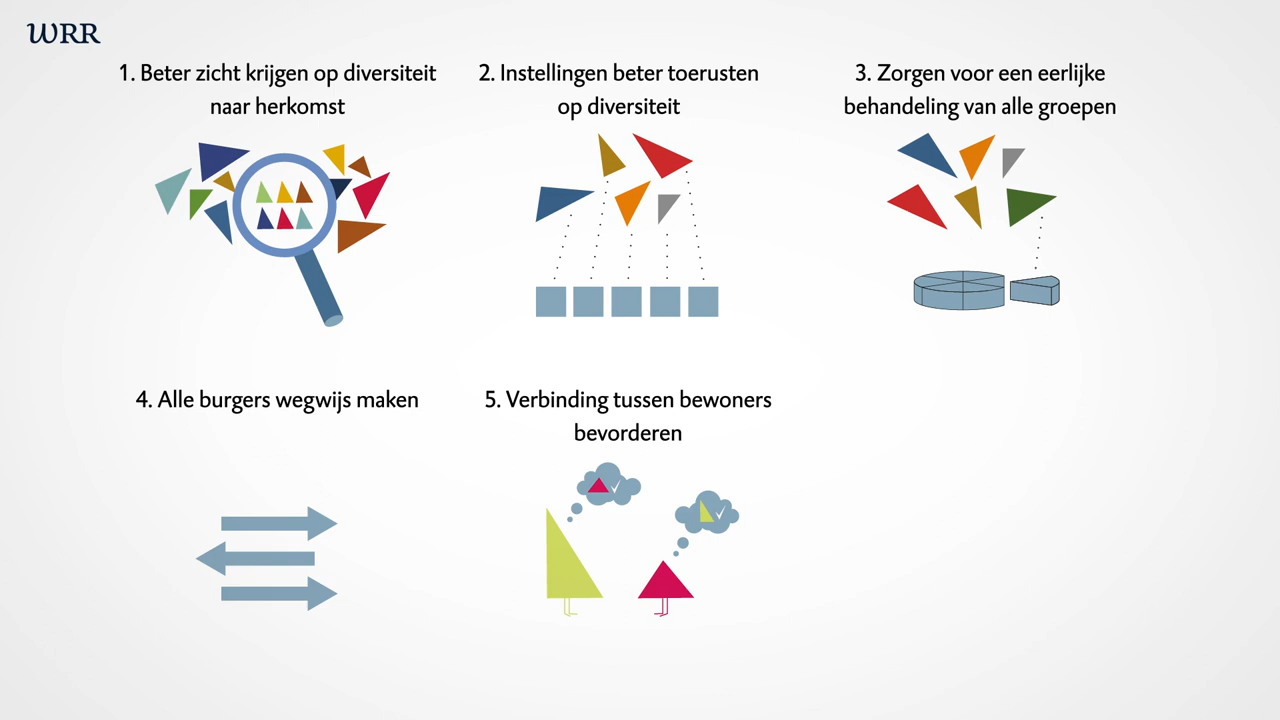 WRR
1. Beter zicht krijgen op diversiteit
naar herkomst
2. Instellingen beter toerusten
op diversiteit
3. Zorgen voor een eerlijke
behandeling van alle groepen
4. Alle burgers wegwijs maken
5. Verbinding tussen bewoners
bevorderen